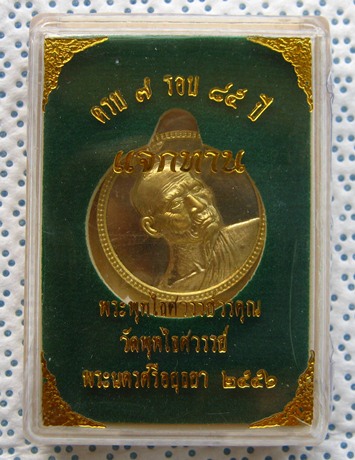 ครบ ๗ รอบ ๘๔ ปี
แจกทาน
วัดพุทไธศวรรย์
พระนครศรีอยุธยา ๒๕๕๖